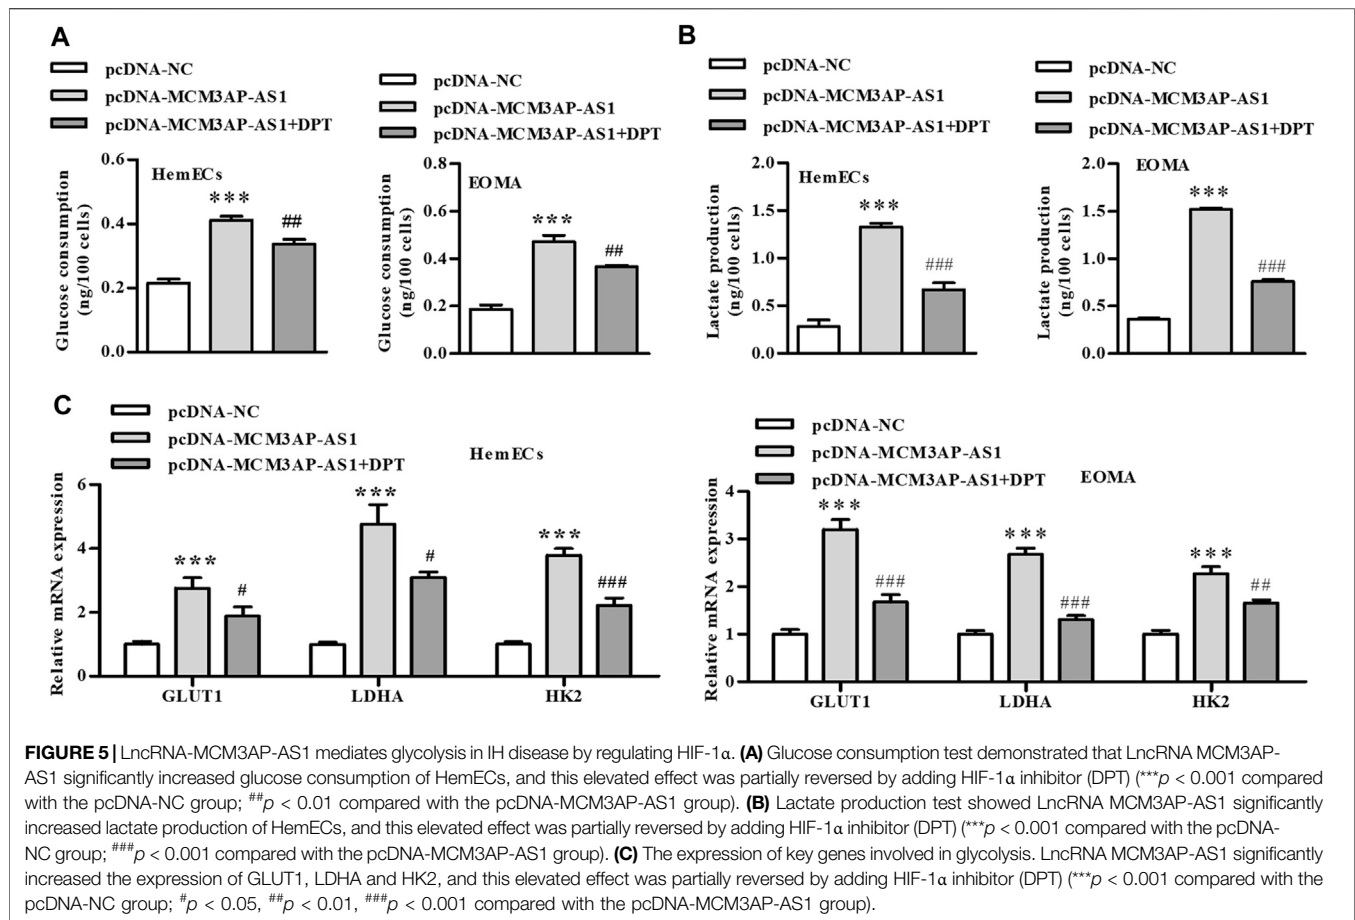 A
pcDNA-NC
pcDNA-MCM3AP-AS1
pcDNA-MCM3AP-AS1+DPT
Glucose consumption
(ng/100 cells)
0.6
0.4
0.2
0.0
HemECs
***
##
pcDNA-NC
pcDNA-MCM3AP-AS1
pcDNA-MCM3AP-AS1+DPT
Glucose consumption
(ng/100 cells)
0.8
0.6
0.4
0.2
0.0
EOMA
***
##
B
pcDNA-NC
pcDNA-MCM3AP-AS1
pcDNA-MCM3AP-AS1+DPT
Lactate production
(ng/100 cells)
2.0
1.5
1.0
0.5
0.0
HemECs
***
###
pcDNA-NC
pcDNA-MCM3AP-AS1
pcDNA-MCM3AP-AS1+DPT
Lactate production
(ng/100 cells)
2.0
1.5
1.0
0.5
0.0
EOMA
***
###
C
pcDNA-NC
pcDNA-MCM3AP-AS1
pcDNA-MCM3AP-AS1+DPT
HemECs
Relative mRNA expression
6
4
2
0
***
#
***
#
***
###
GLUT1 LDHA HK2
pcDNA-NC
pcDNA-MCM3AP-AS1
pcDNA-MCM3AP-AS1+DPT
EOMA
Relative mRNA expression
4
3
2
1
0
***
###
***
###
***
##
GLUT1 LDHA HK2
FIGURE 5 | LncRNA-MCM3AP-AS1 mediates glycolysis in IH disease by regulating HIF-1α. (A) Glucose consumption test demonstrated that LncRNA MCM3AP-
AS1 significantly increased glucose consumption of HemECs, and this elevated effect was partially reversed by adding HIF-1α inhibitor (DPT) (***p < 0.001 compared
with the pcDNA-NC group; ##p < 0.01 compared with the pcDNA-MCM3AP-AS1 group). (B) Lactate production test showed LncRNA MCM3AP-AS1 significantly
increased lactate production of HemECs, and this elevated effect was partially reversed by adding HIF-1α inhibitor (DPT) (***p < 0.001 compared with the pcDNA-
NC group; ###p < 0.001 compared with the pcDNA-MCM3AP-AS1 group). (C) The expression of key genes involved in glycolysis. LncRNA MCM3AP-AS1 significantly
increased the expression of GLUT1, LDHA and HK2, and this elevated effect was partially reversed by adding HIF-1α inhibitor (DPT) (***p < 0.001 compared with the
pcDNA-NC group; #p < 0.05, ##p < 0.01, ###p < 0.001 compared with the pcDNA-MCM3AP-AS1 group).